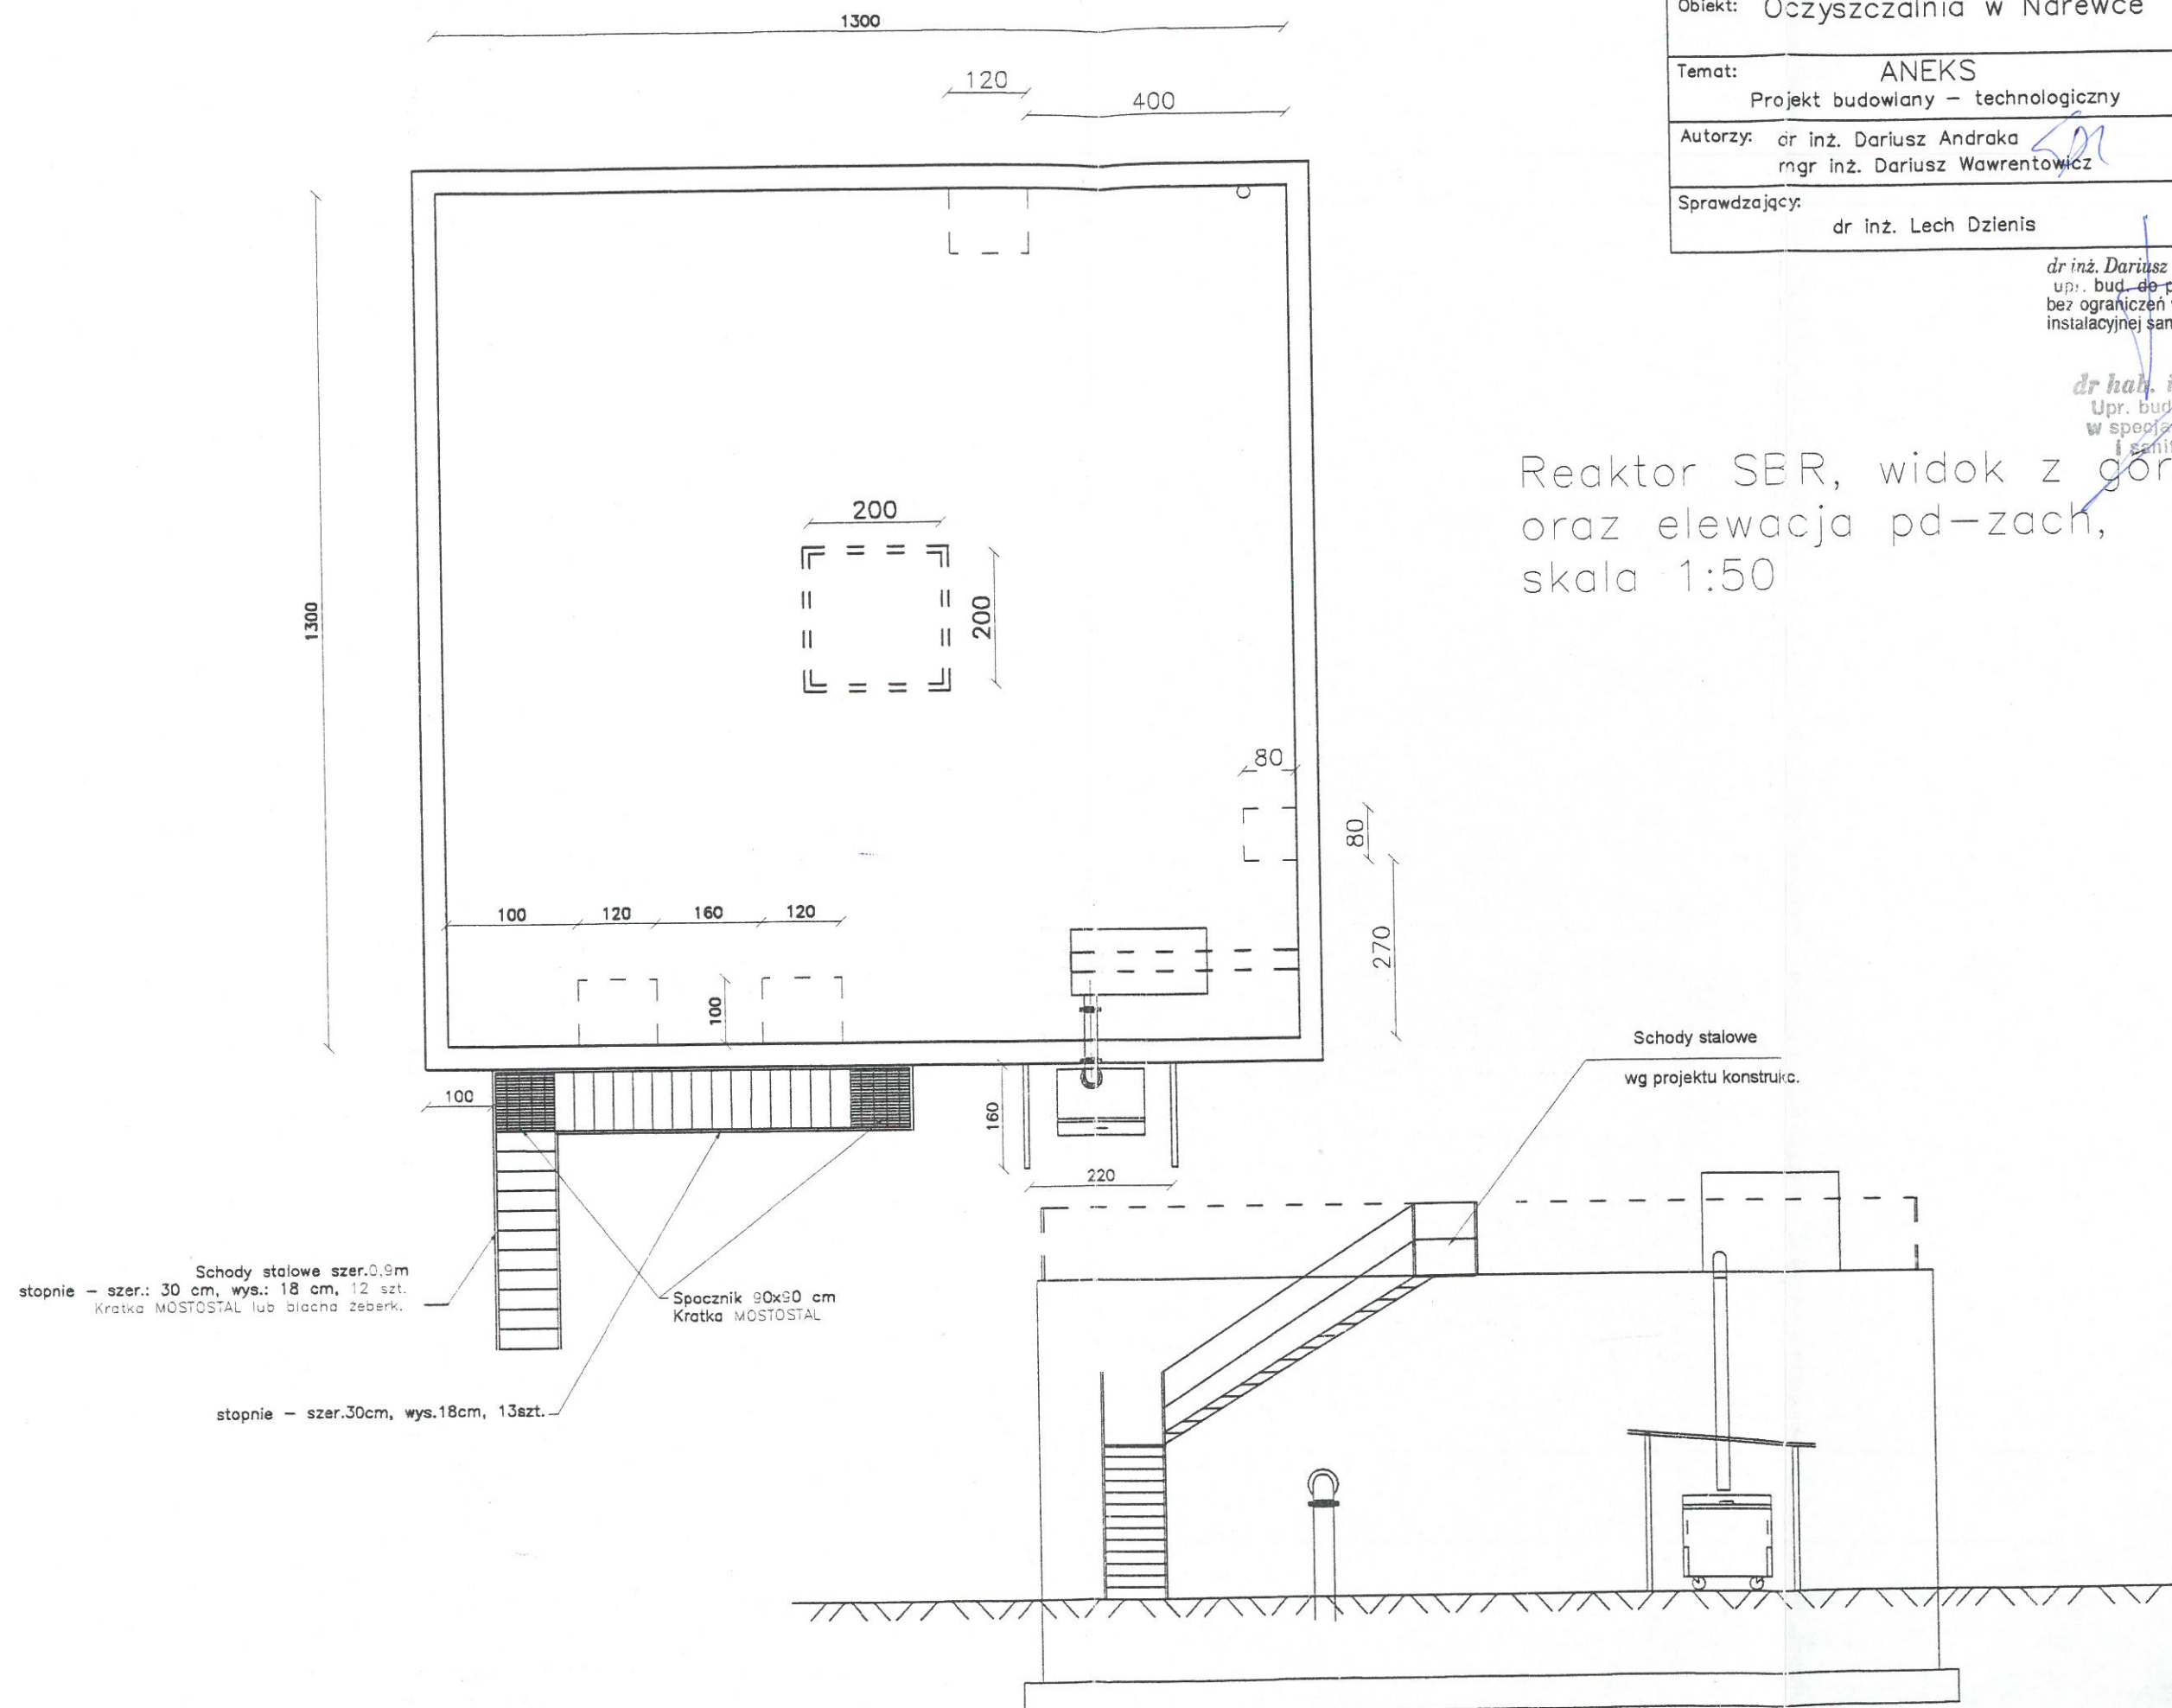 Obiekt: Oczyszczalnia w Narewce
Temat: ANEKS
Projekt budowlany – technologiczny
Autorzy: dr inż. Dariusz Andraka
mgr inż. Dariusz Wawrentowicz
Sprawdzający:
dr inż. Lech Dzienis
dr inż. Dariusz
upr. bud. do p
bez ograniczeń
instalacyjnej san
dr hab. i
Upr. bud
w specja
i sanit
Reaktor SBR, widok z gór
oraz elewacja pd–zach,
skala 1:50
1300
120
400
1300
200
200
80
80
270
100
120
160
120
100
100
160
220
Schody stalowe
wg projektu konstrukc.
Schody stalowe szer.0,9m
stopnie – szer.: 30 cm, wys.: 18 cm, 12 szt.
Kratka MOSTOSTAL lub blacha żeberk.
Spocznik 90x90 cm
Kratka MOSTOSTAL
stopnie – szer.30cm, wys.18cm, 13szt.